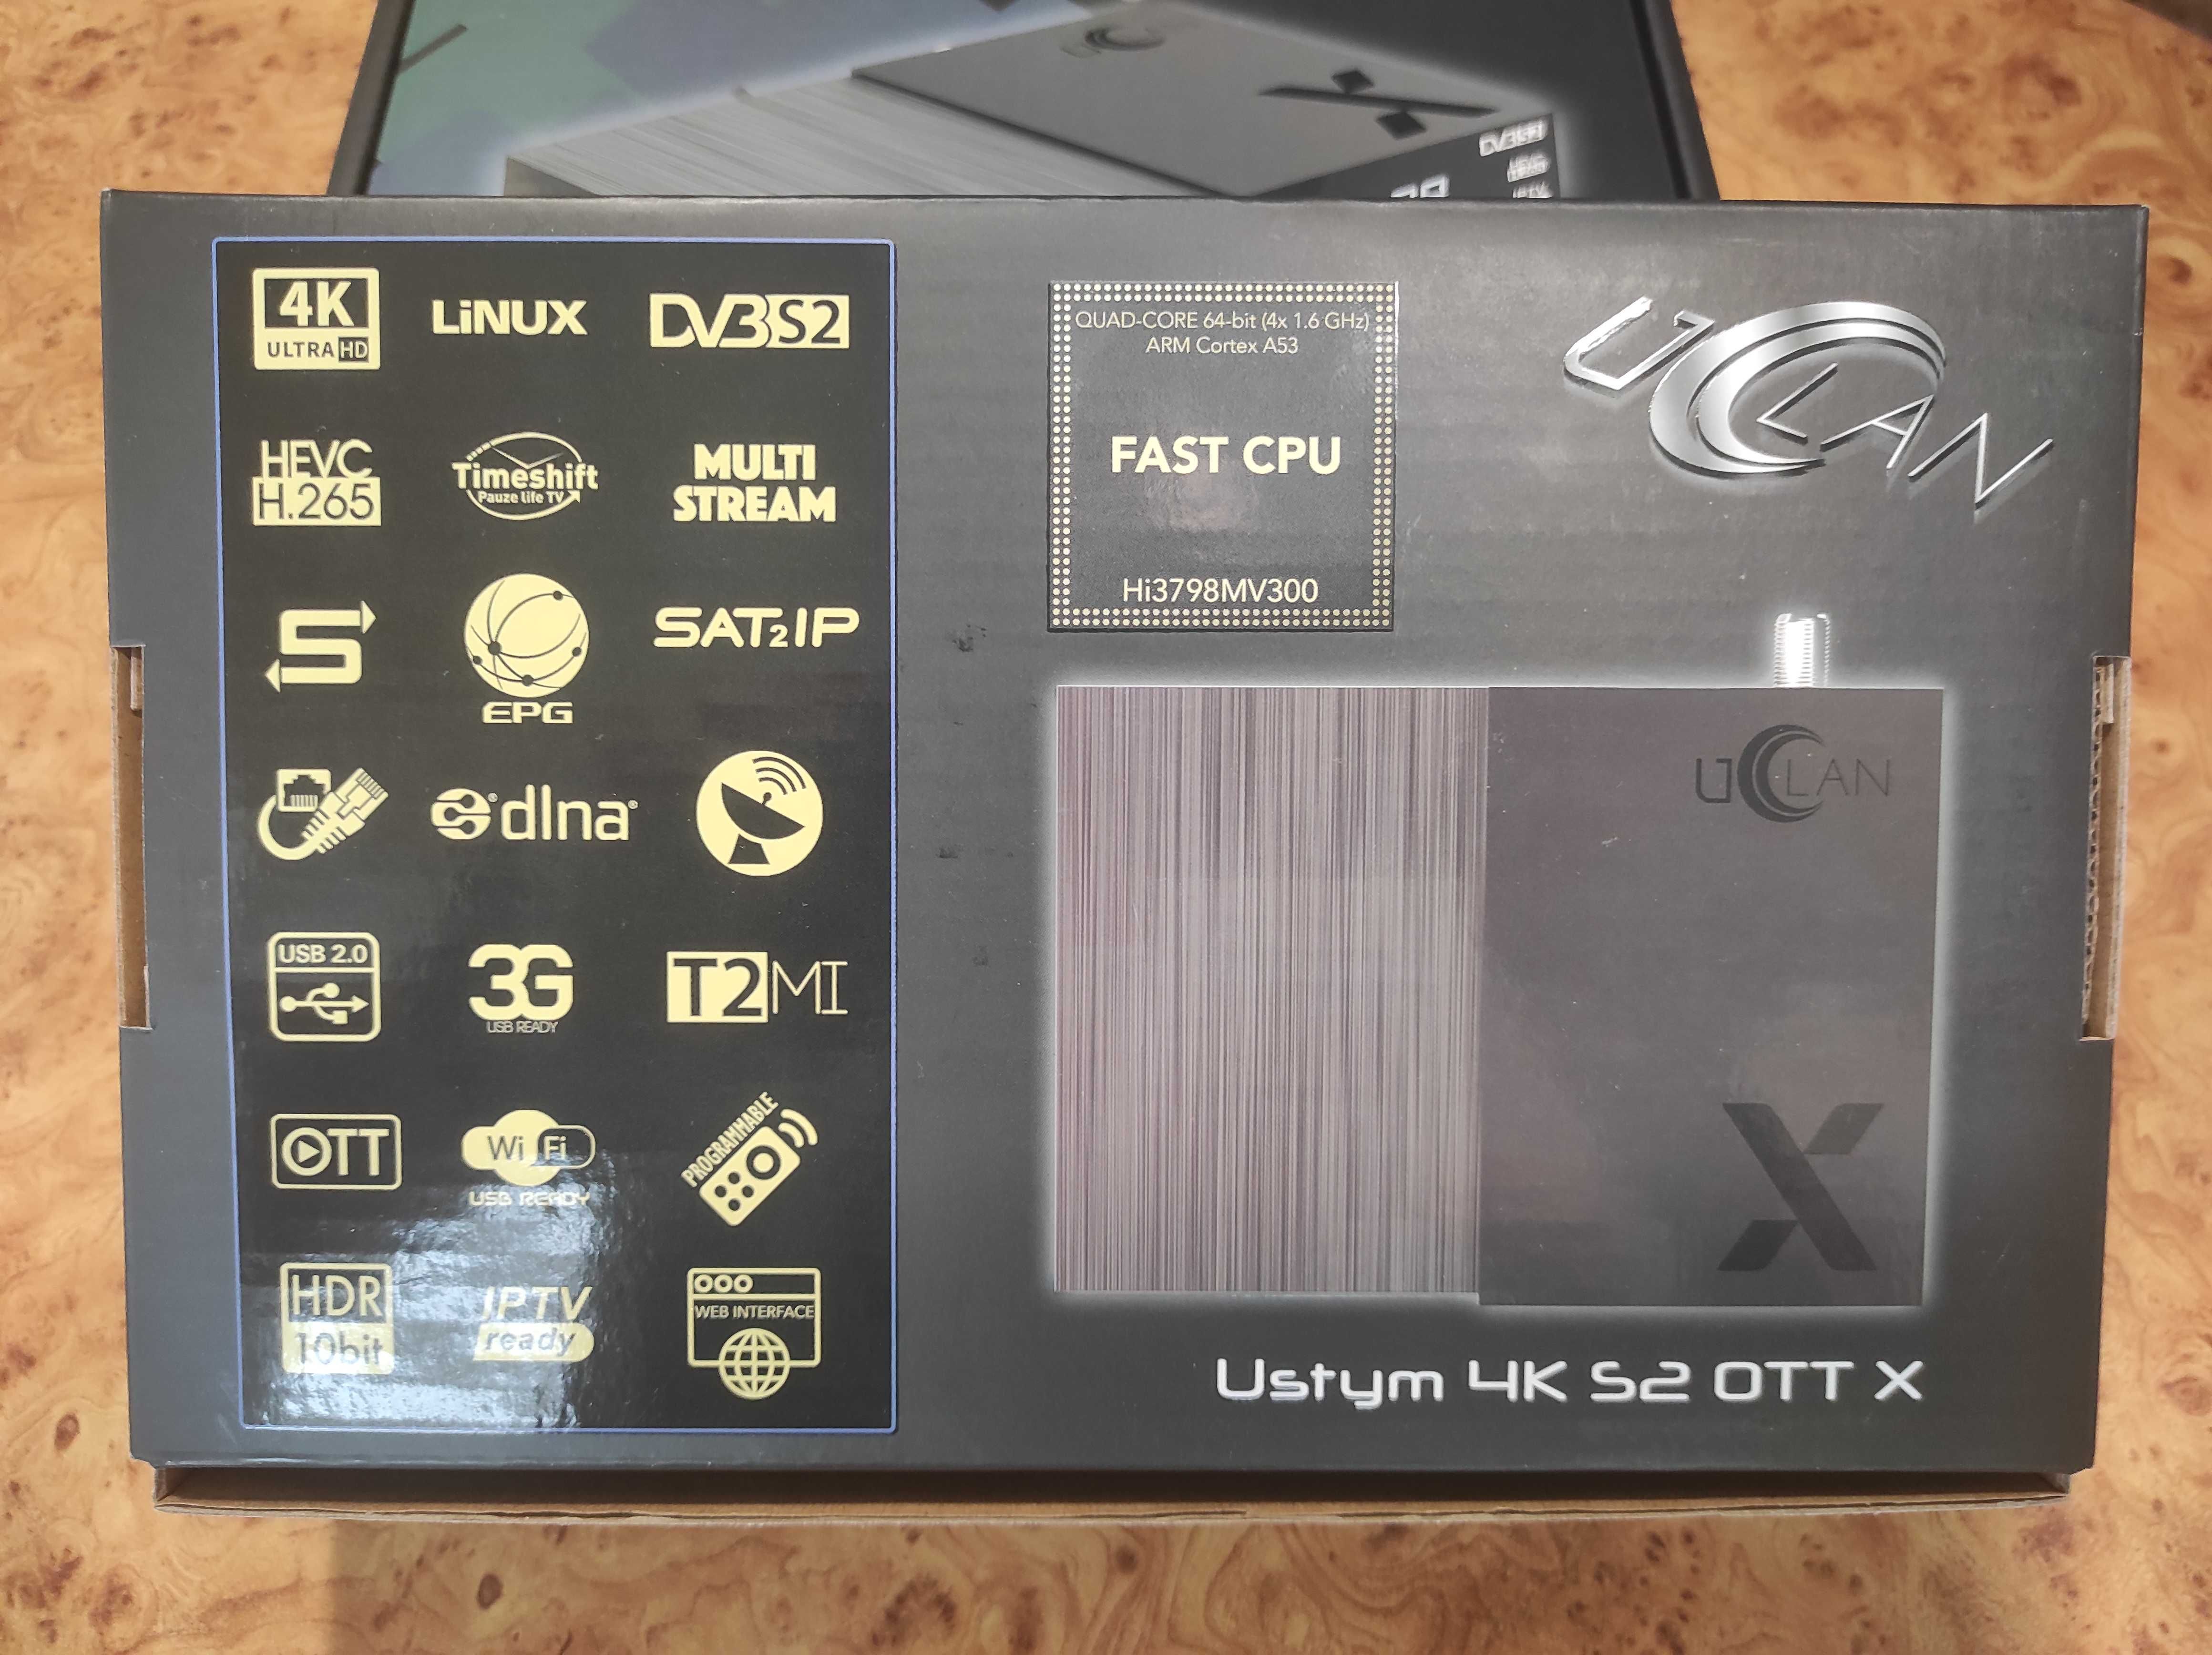 DVB S2
4K
ULTRA HD
LiNUX
DVB S2
HEVC
H.265
Timeshift
Pauze life TV
MULTI
STREAM
S
EPG
SAT2IP
dlna
USB 2.0
3G
USB READY
T2MI
OTT
Wi Fi
USB READY
PROGRAMMABLE
HDR
10bit
IPTV
ready
WEB INTERFACE
QUAD-CORE 64-bit (4x 1.6 GHz)
ARM Cortex A53
FAST CPU
Hi3798MV300
UCLAN
UCLAN
X
Ustym 4K S2 OTT X